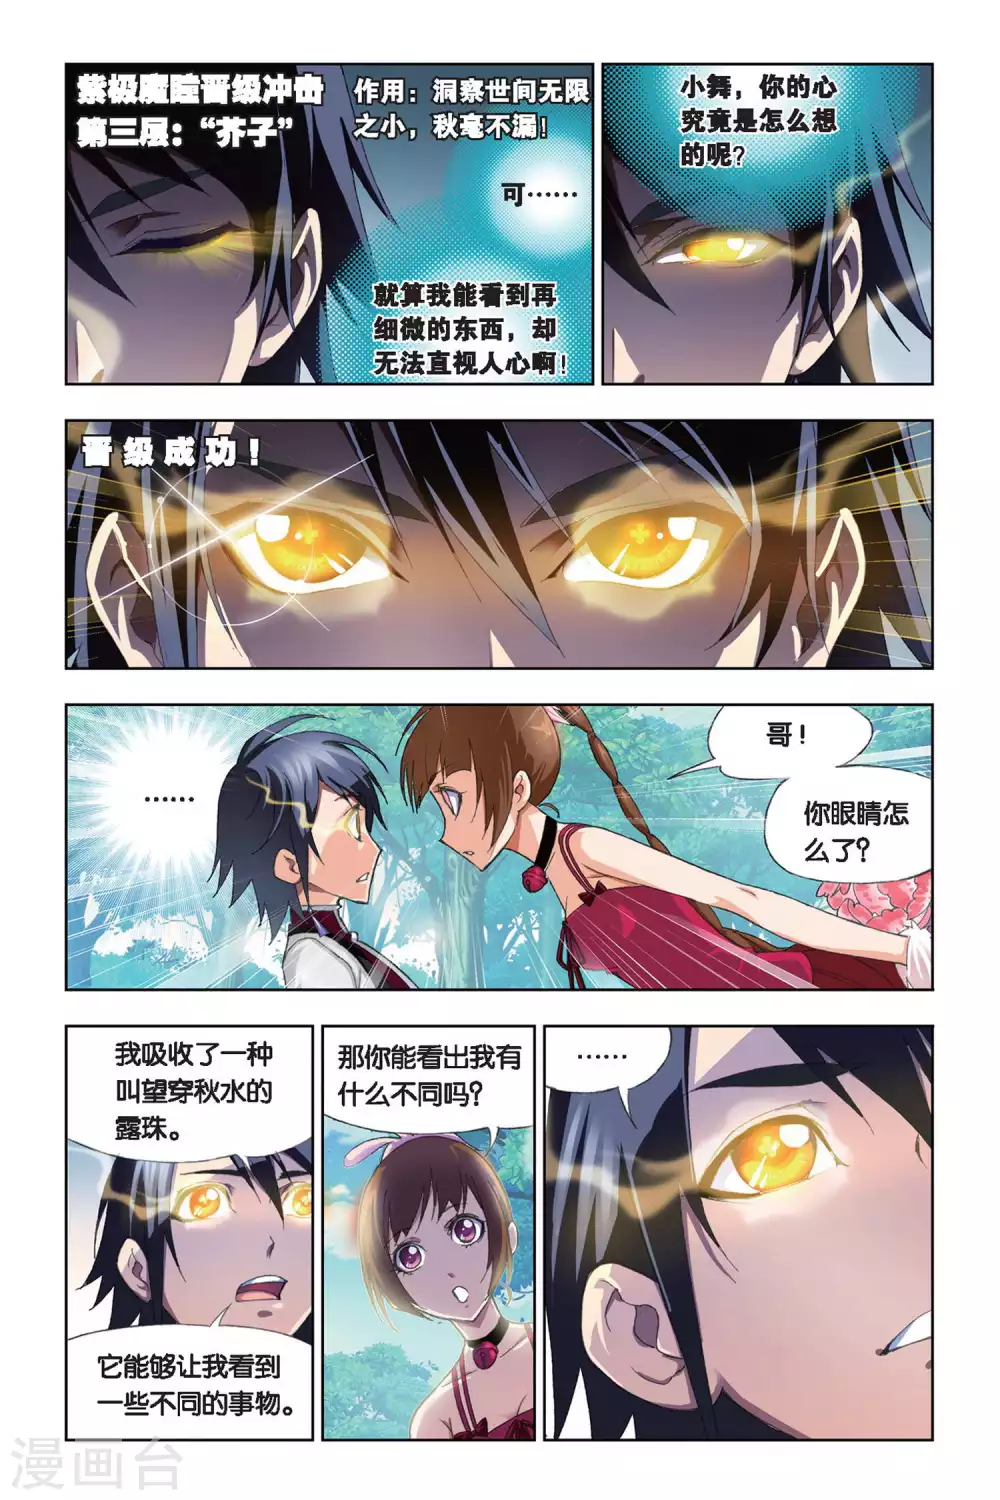 紫极魔瞳晋级冲击
第三层：“芥子”
作用：洞察世间无限
之小，秋毫不漏！
可……
就算我能看到再
细微的东西，却
无法直视人心啊！
小舞，你的心
究竟是怎么想
的呢？
晋级成功！
……
哥！
你眼睛怎
么了？
我吸收了一种
叫望穿秋水的
露珠。
它能够让我看到
一些不同的事物。
那你能看出我有
什么不同吗？
……
漫画台